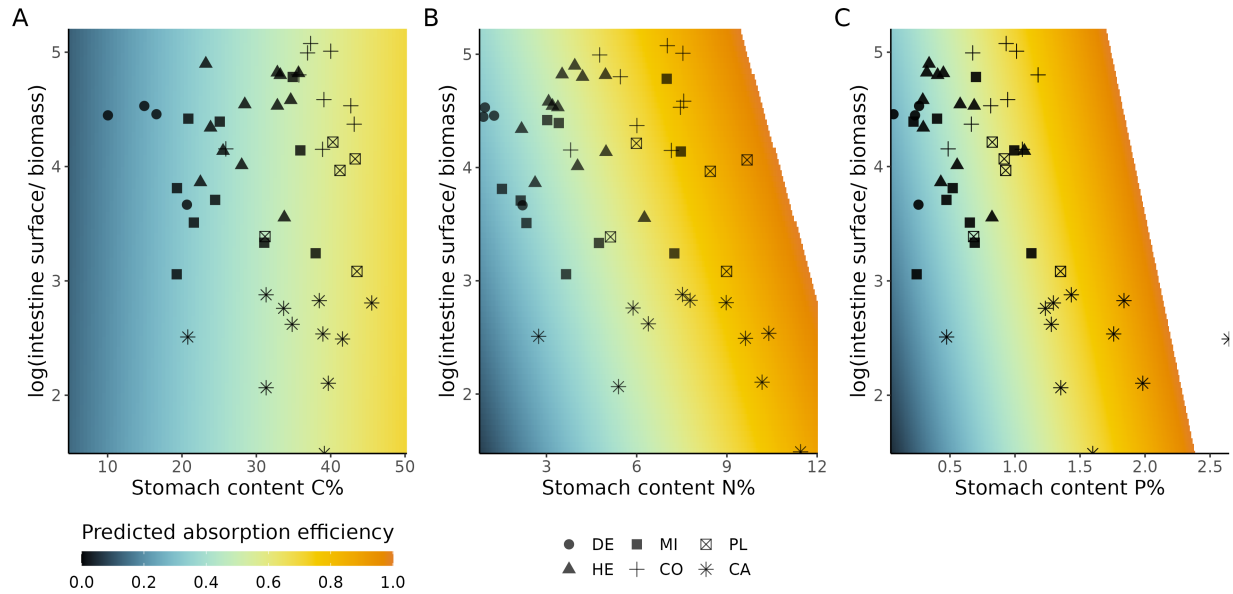 A
B
C
log(intestine surface/ biomass)
5
4
3
2
10 20 30 40 50
Stomach content C%
log(intestine surface/ biomass)
5
4
3
2
3 6 9 12
Stomach content N%
log(intestine surface/ biomass)
5
4
3
2
0.5 1.0 1.5 2.0 2.5
Stomach content P%
Predicted absorption efficiency
0.0 0.2 0.4 0.6 0.8 1.0
DE MI PL
HE CO CA